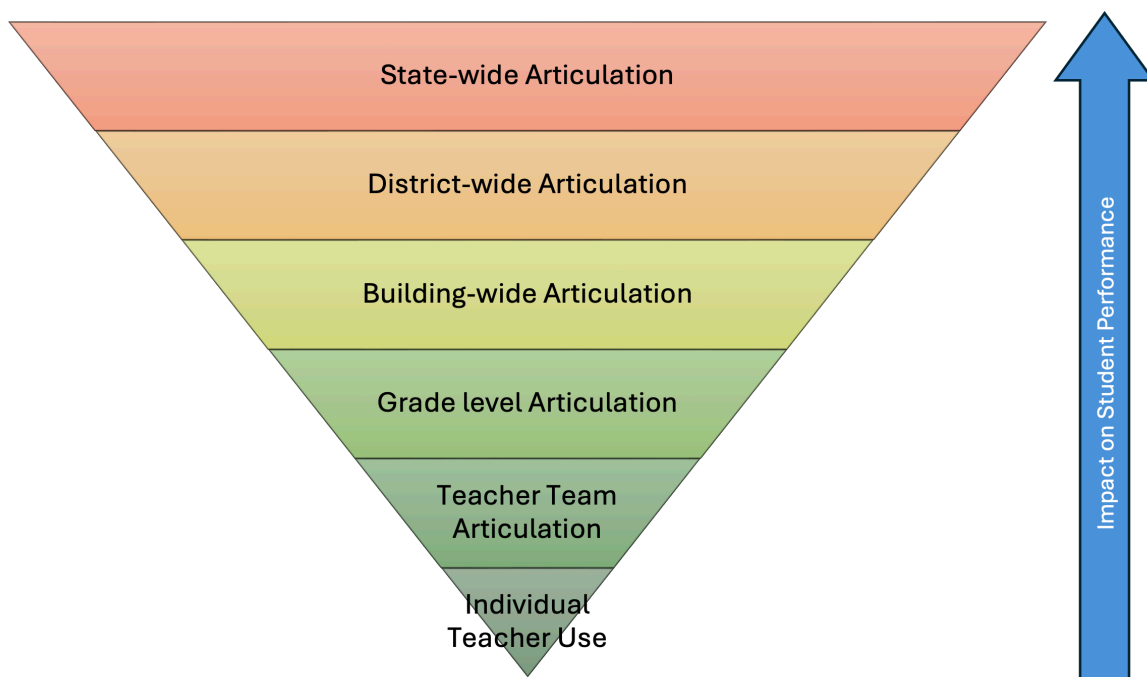 State-wide Articulation
District-wide Articulation
Building-wide Articulation
Grade level Articulation
Teacher Team
Articulation
Individual
Teacher Use
Impact on Student Performance